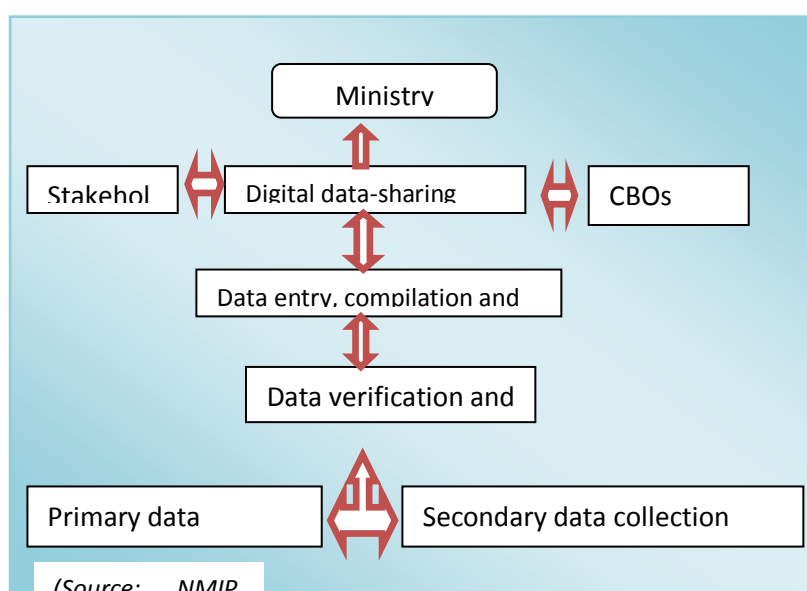 Ministry
Stakehol
Digital data-sharing
CBOs
Data entry, compilation and
Data verification and
Primary data
Secondary data collection
(Source: NMIP,